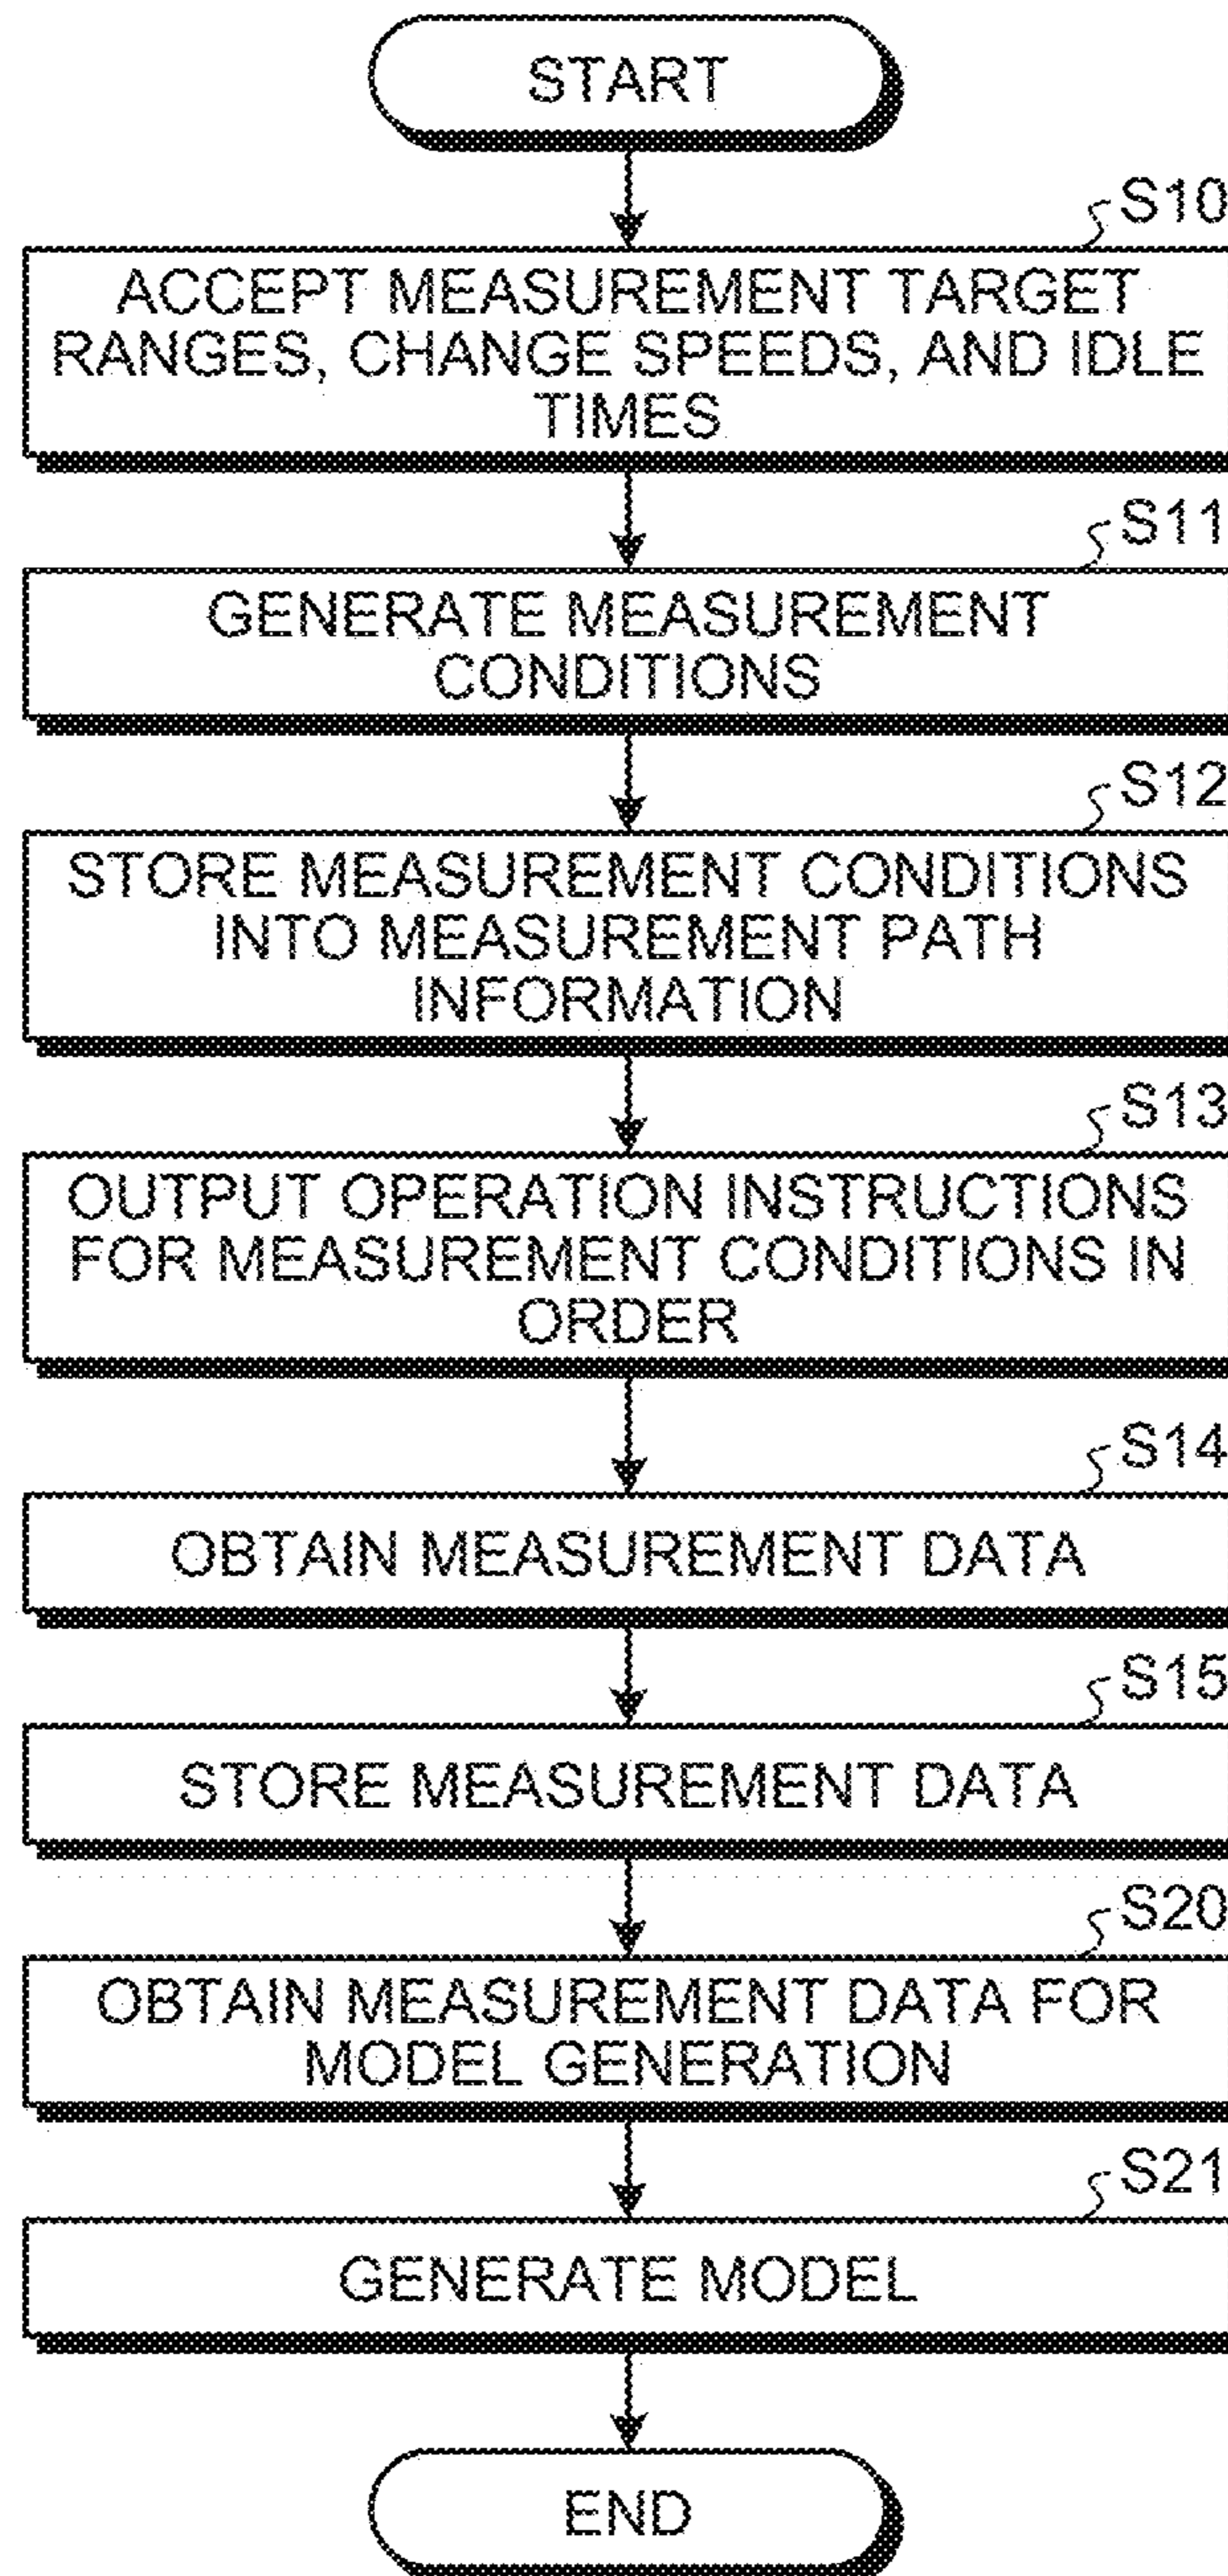 START
S10
ACCEPT MEASUREMENT TARGET
RANGES, CHANGE SPEEDS, AND IDLE
TIMES
S11
GENERATE MEASUREMENT
CONDITIONS
S12
STORE MEASUREMENT CONDITIONS
INTO MEASUREMENT PATH
INFORMATION
S13
OUTPUT OPERATION INSTRUCTIONS
FOR MEASUREMENT CONDITIONS IN
ORDER
S14
OBTAIN MEASUREMENT DATA
S15
STORE MEASUREMENT DATA
S20
OBTAIN MEASUREMENT DATA FOR
MODEL GENERATION
S21
GENERATE MODEL
END